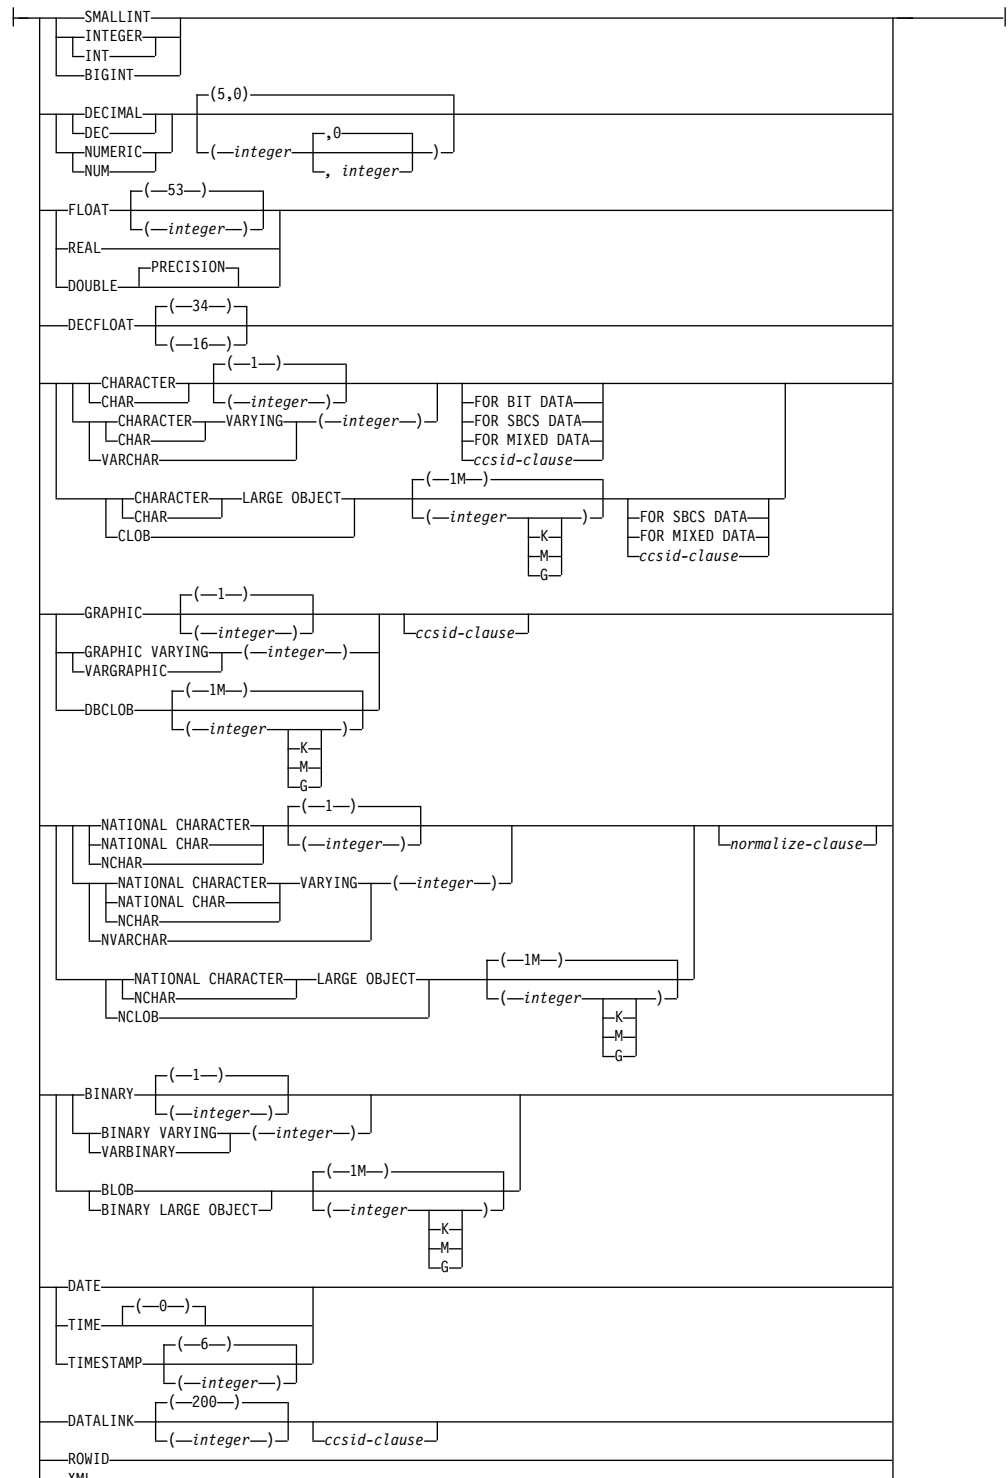 SMALLINT
INTEGER
INT
BIGINT
(5,0)
DECIMAL
DEC
,0
NUMERIC
(integer )
NUM
, integer
( 53 )
FLOAT
( integer )
REAL
PRECISION
DOUBLE
( 34 )
DECFLOAT
( 16 )
( 1 )
CHARACTER
CHAR ( integer ) FOR BIT DATA
CHARACTER VARYING ( integer ) FOR SBCS DATA
CHAR FOR MIXED DATA
VARCHAR ccsid-clause
( 1M )
CHARACTER LARGE OBJECT
CHAR ( integer ) FOR SBCS DATA
CLOB K FOR MIXED DATA
M ccsid-clause
G
( 1 )
GRAPHIC
( integer ) ccsid-clause
GRAPHIC VARYING ( integer )
VARGRAPHIC
( 1M )
DBCLOB
( integer )
K
M
G
( 1 )
NATIONAL CHARACTER
NATIONAL CHAR ( integer ) normalize-clause
NCHAR
NATIONAL CHARACTER VARYING ( integer )
NATIONAL CHAR
NCHAR
NVARCHAR
( 1M )
NATIONAL CHARACTER LARGE OBJECT
NCHAR ( integer )
NCLOB K
M
G
( 1 )
BINARY
( integer )
BINARY VARYING ( integer )
VARBINARY
( 1M )
BLOB
BINARY LARGE OBJECT ( integer )
K
M
G
DATE
( 0 )
TIME
( 6 )
TIMESTAMP
( integer )
( 200 )
DATALINK
( integer ) ccsid-clause
ROWID
XML